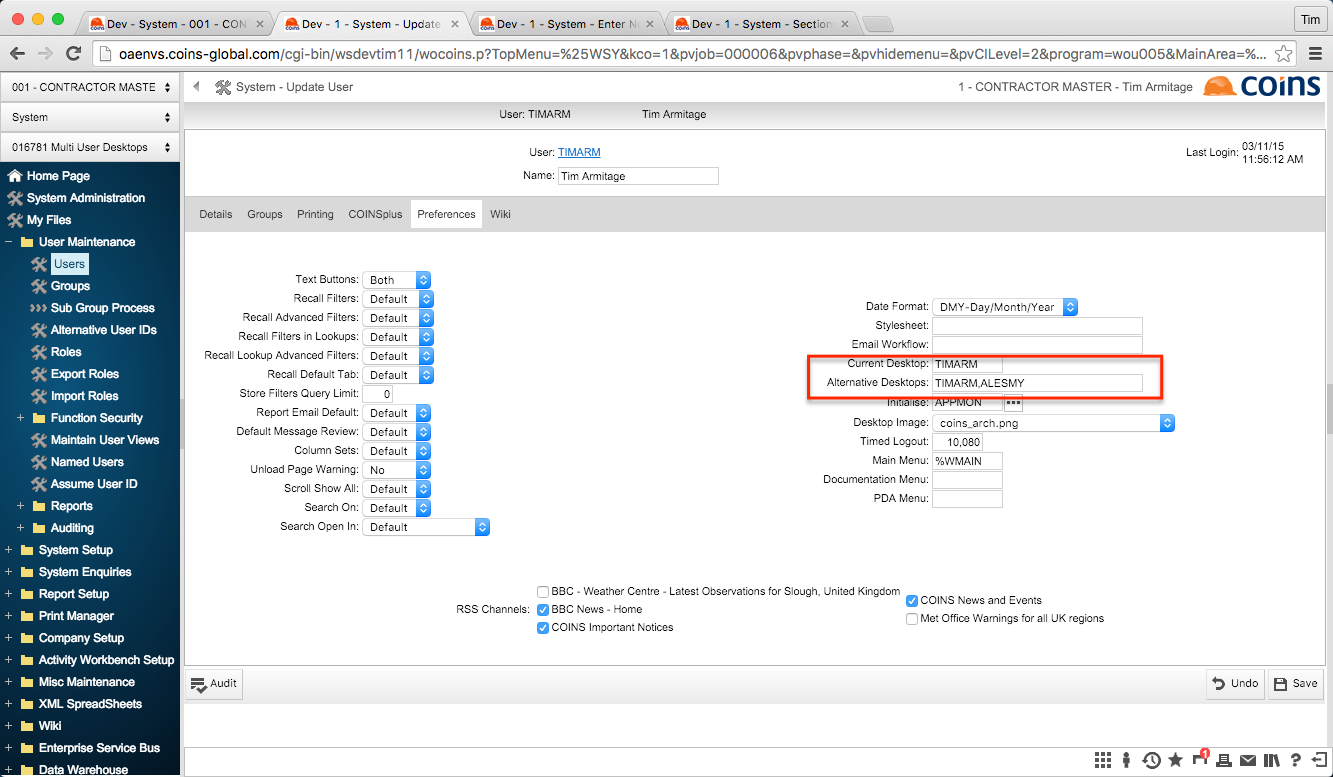 Dev - System - 001 - CON
Dev - 1 - System - Update
Dev - 1 - System - Enter N
Dev - 1 - System - Section
Tim
oaenvs.coins-global.com/cgi-bin/wsdevtim11/wocoins.p?TopMenu=%25WSY&kco=1&pvjob=000006&pvphase=&pvhidemenu=&pvCILevel=2&program=wou005&MainArea=%...
001 - CONTRACTOR MASTE
System
016781 Multi User Desktops
Home Page
System Administration
My Files
User Maintenance
Users
Groups
Sub Group Process
Alternative User IDs
Roles
Export Roles
Import Roles
Function Security
Maintain User Views
Named Users
Assume User ID
Reports
Auditing
System Setup
System Enquiries
Report Setup
Print Manager
Company Setup
Activity Workbench Setup
Misc Maintenance
XML SpreadSheets
Wiki
Enterprise Service Bus
Data Warehouse
System - Update User
1 - CONTRACTOR MASTER - Tim Armitage
coins
User: TIMARM Tim Armitage
User: TIMARM
Name: Tim Armitage
Last Login: 03/11/15
11:56:12 AM
Details Groups Printing COINSplus Preferences Wiki
Text Buttons: Both
Recall Filters: Default
Recall Advanced Filters: Default
Recall Filters in Lookups: Default
Recall Lookup Advanced Filters: Default
Recall Default Tab: Default
Store Filters Query Limit: 0
Report Email Default: Default
Default Message Review: Default
Column Sets: Default
Unload Page Warning: No
Scroll Show All: Default
Search On: Default
Search Open In: Default
Date Format: DMY-Day/Month/Year
Stylesheet:
Email Workflow:
Current Desktop: TIMARM
Alternative Desktops: TIMARM,ALESMY
Initialise: APPMON
Desktop Image: coins_arch.png
Timed Logout: 10,080
Main Menu: %WMAIN
Documentation Menu:
PDA Menu:
RSS Channels:
BBC - Weather Centre - Latest Observations for Slough, United Kingdom
BBC News - Home
COINS Important Notices
COINS News and Events
Met Office Warnings for all UK regions
Audit
Undo
Save
1